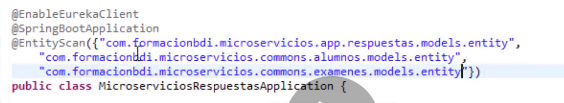 @EnableEurekaClient
@SpringBootApplication
@EntityScan({"com.formacionbdi.microservicios.app.respuestas.models.entity",
"com.formacionbdi.microservicios.commons.alumnos.models.entity",
"com.formacionbdi.microservicios.commons.examenes.models.entity"})
public class MicroserviciosRespuestasApplication {